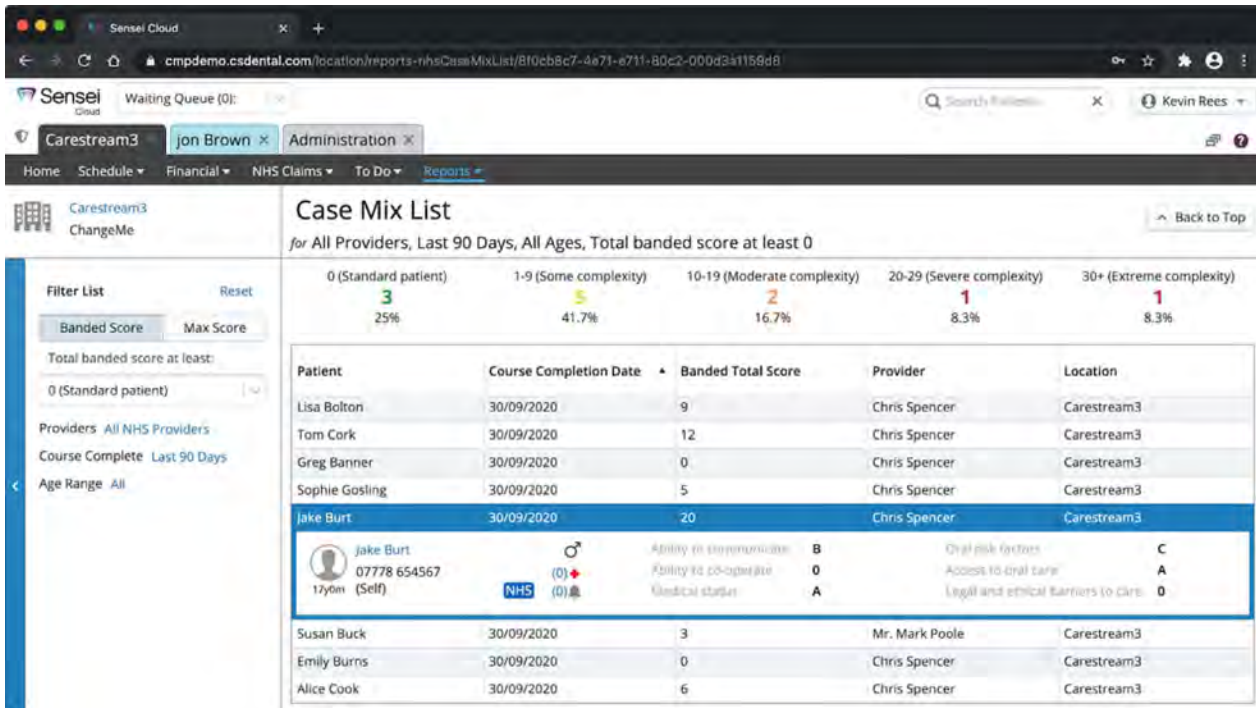 Sensei Cloud × +
cmpdemo.csdental.com/location/reports-nhsCaseMixList/8f0cb8c7-4e71-e711-80c2-000d3a1159d8
Sensei Cloud Waiting Queue (0): Kevin Rees
Carestream3 jon Brown × Administration ×
Home Schedule Financial NHS Claims To Do Reports
Carestream3
ChangeMe
Case Mix List
Back to Top
for All Providers, Last 90 Days, All Ages, Total banded score at least 0
Filter List Reset
Banded Score Max Score
Total banded score at least:
0 (Standard patient)
Providers All NHS Providers
Course Complete Last 90 Days
Age Range All
0 (Standard patient) 1-9 (Some complexity) 10-19 (Moderate complexity) 20-29 (Severe complexity) 30+ (Extreme complexity)
3 5 2 1 1
25% 41.7% 16.7% 8.3% 8.3%
Patient Course Completion Date Banded Total Score Provider Location
Lisa Bolton 30/09/2020 9 Chris Spencer Carestream3
Tom Cork 30/09/2020 12 Chris Spencer Carestream3
Greg Banner 30/09/2020 0 Chris Spencer Carestream3
Sophie Gosling 30/09/2020 5 Chris Spencer Carestream3
Jake Burt 30/09/2020 20 Chris Spencer Carestream3
Jake Burt Ability to communicate B Oral risk factors C
07778 654567 (0) Ability to co-operate 0 Access to oral care A
17y0m (Self) NHS (0) Medical status A Legal and ethical barriers to care 0
Susan Buck 30/09/2020 3 Mr. Mark Poole Carestream3
Emily Burns 30/09/2020 0 Chris Spencer Carestream3
Alice Cook 30/09/2020 6 Chris Spencer Carestream3